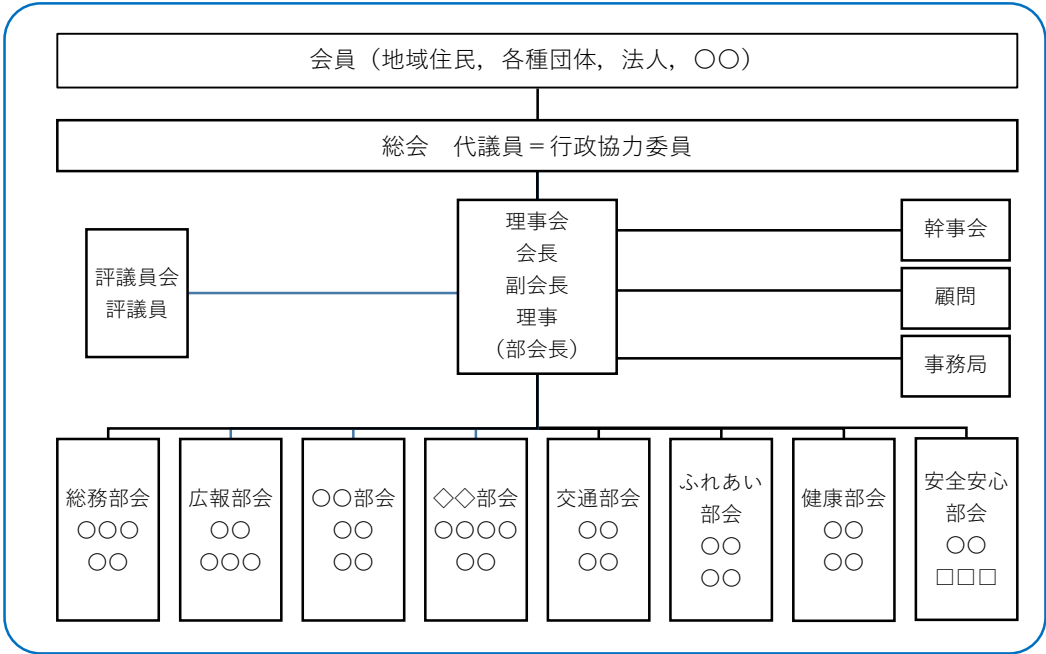 会員（地域住民，各種団体，法人，〇〇）
総会　代議員＝行政協力委員
理事会
会長
副会長
理事
（部会長）
評議員会
評議員
幹事会
顧問
事務局
総務部会
〇〇〇
〇〇
広報部会
〇〇
〇〇〇
〇〇部会
〇〇
〇〇
◇◇部会
〇〇〇〇
〇〇
交通部会
〇〇
〇〇
ふれあい
部会
〇〇
〇〇
健康部会
〇〇
〇〇
安全安心
部会
〇〇
□□□